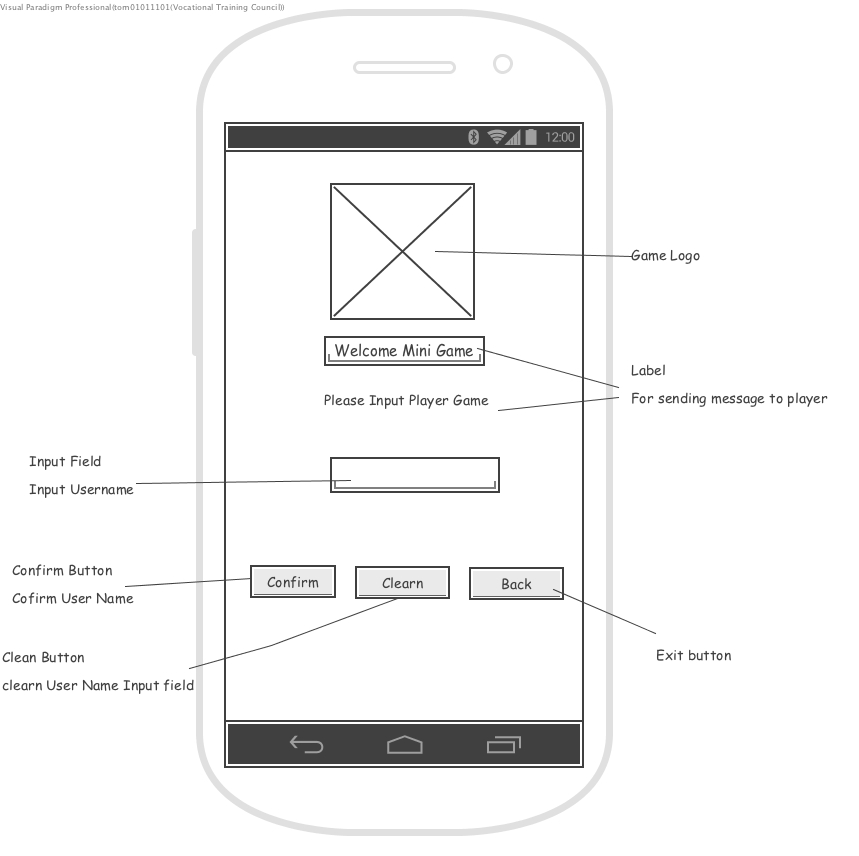 Visual Paradigm Professional(tom01011101(Vocational Training Council))
12:00
Game Logo
Welcome Mini Game
Label
Please Input Player Game
For sending message to player
Input Field
Input Username
Confirm Button
Cofirm User Name
Confirm
Clearn
Back
Clean Button
clearn User Name Input field
Exit button